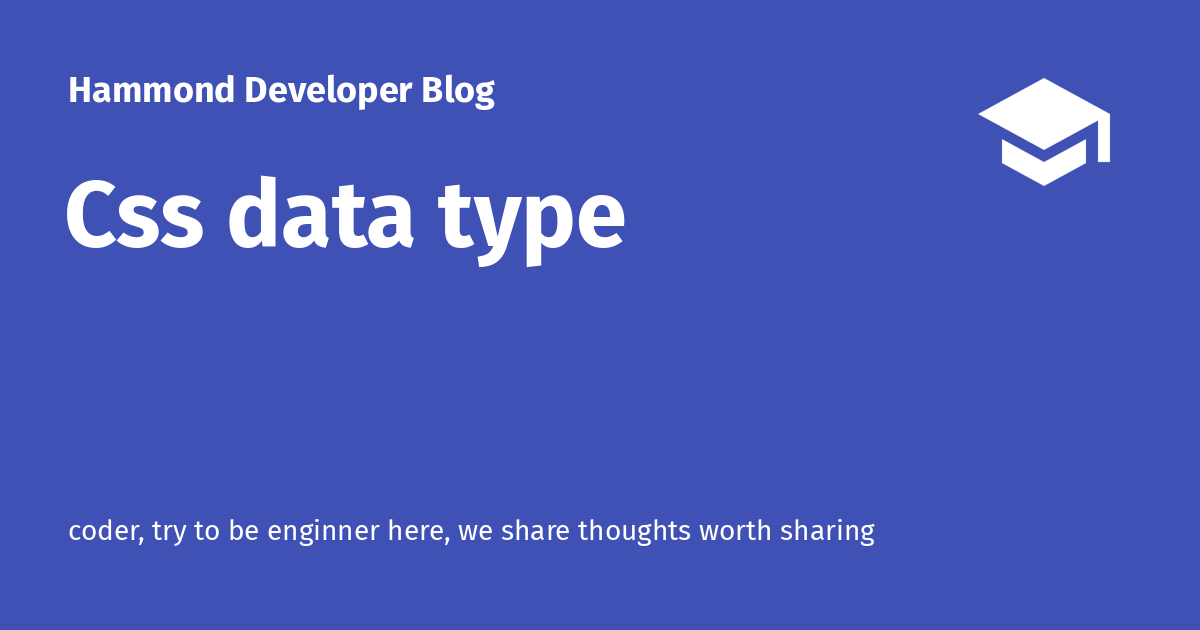 Hammond Developer Blog
Css data type
coder, try to be enginner here, we share thoughts worth sharing